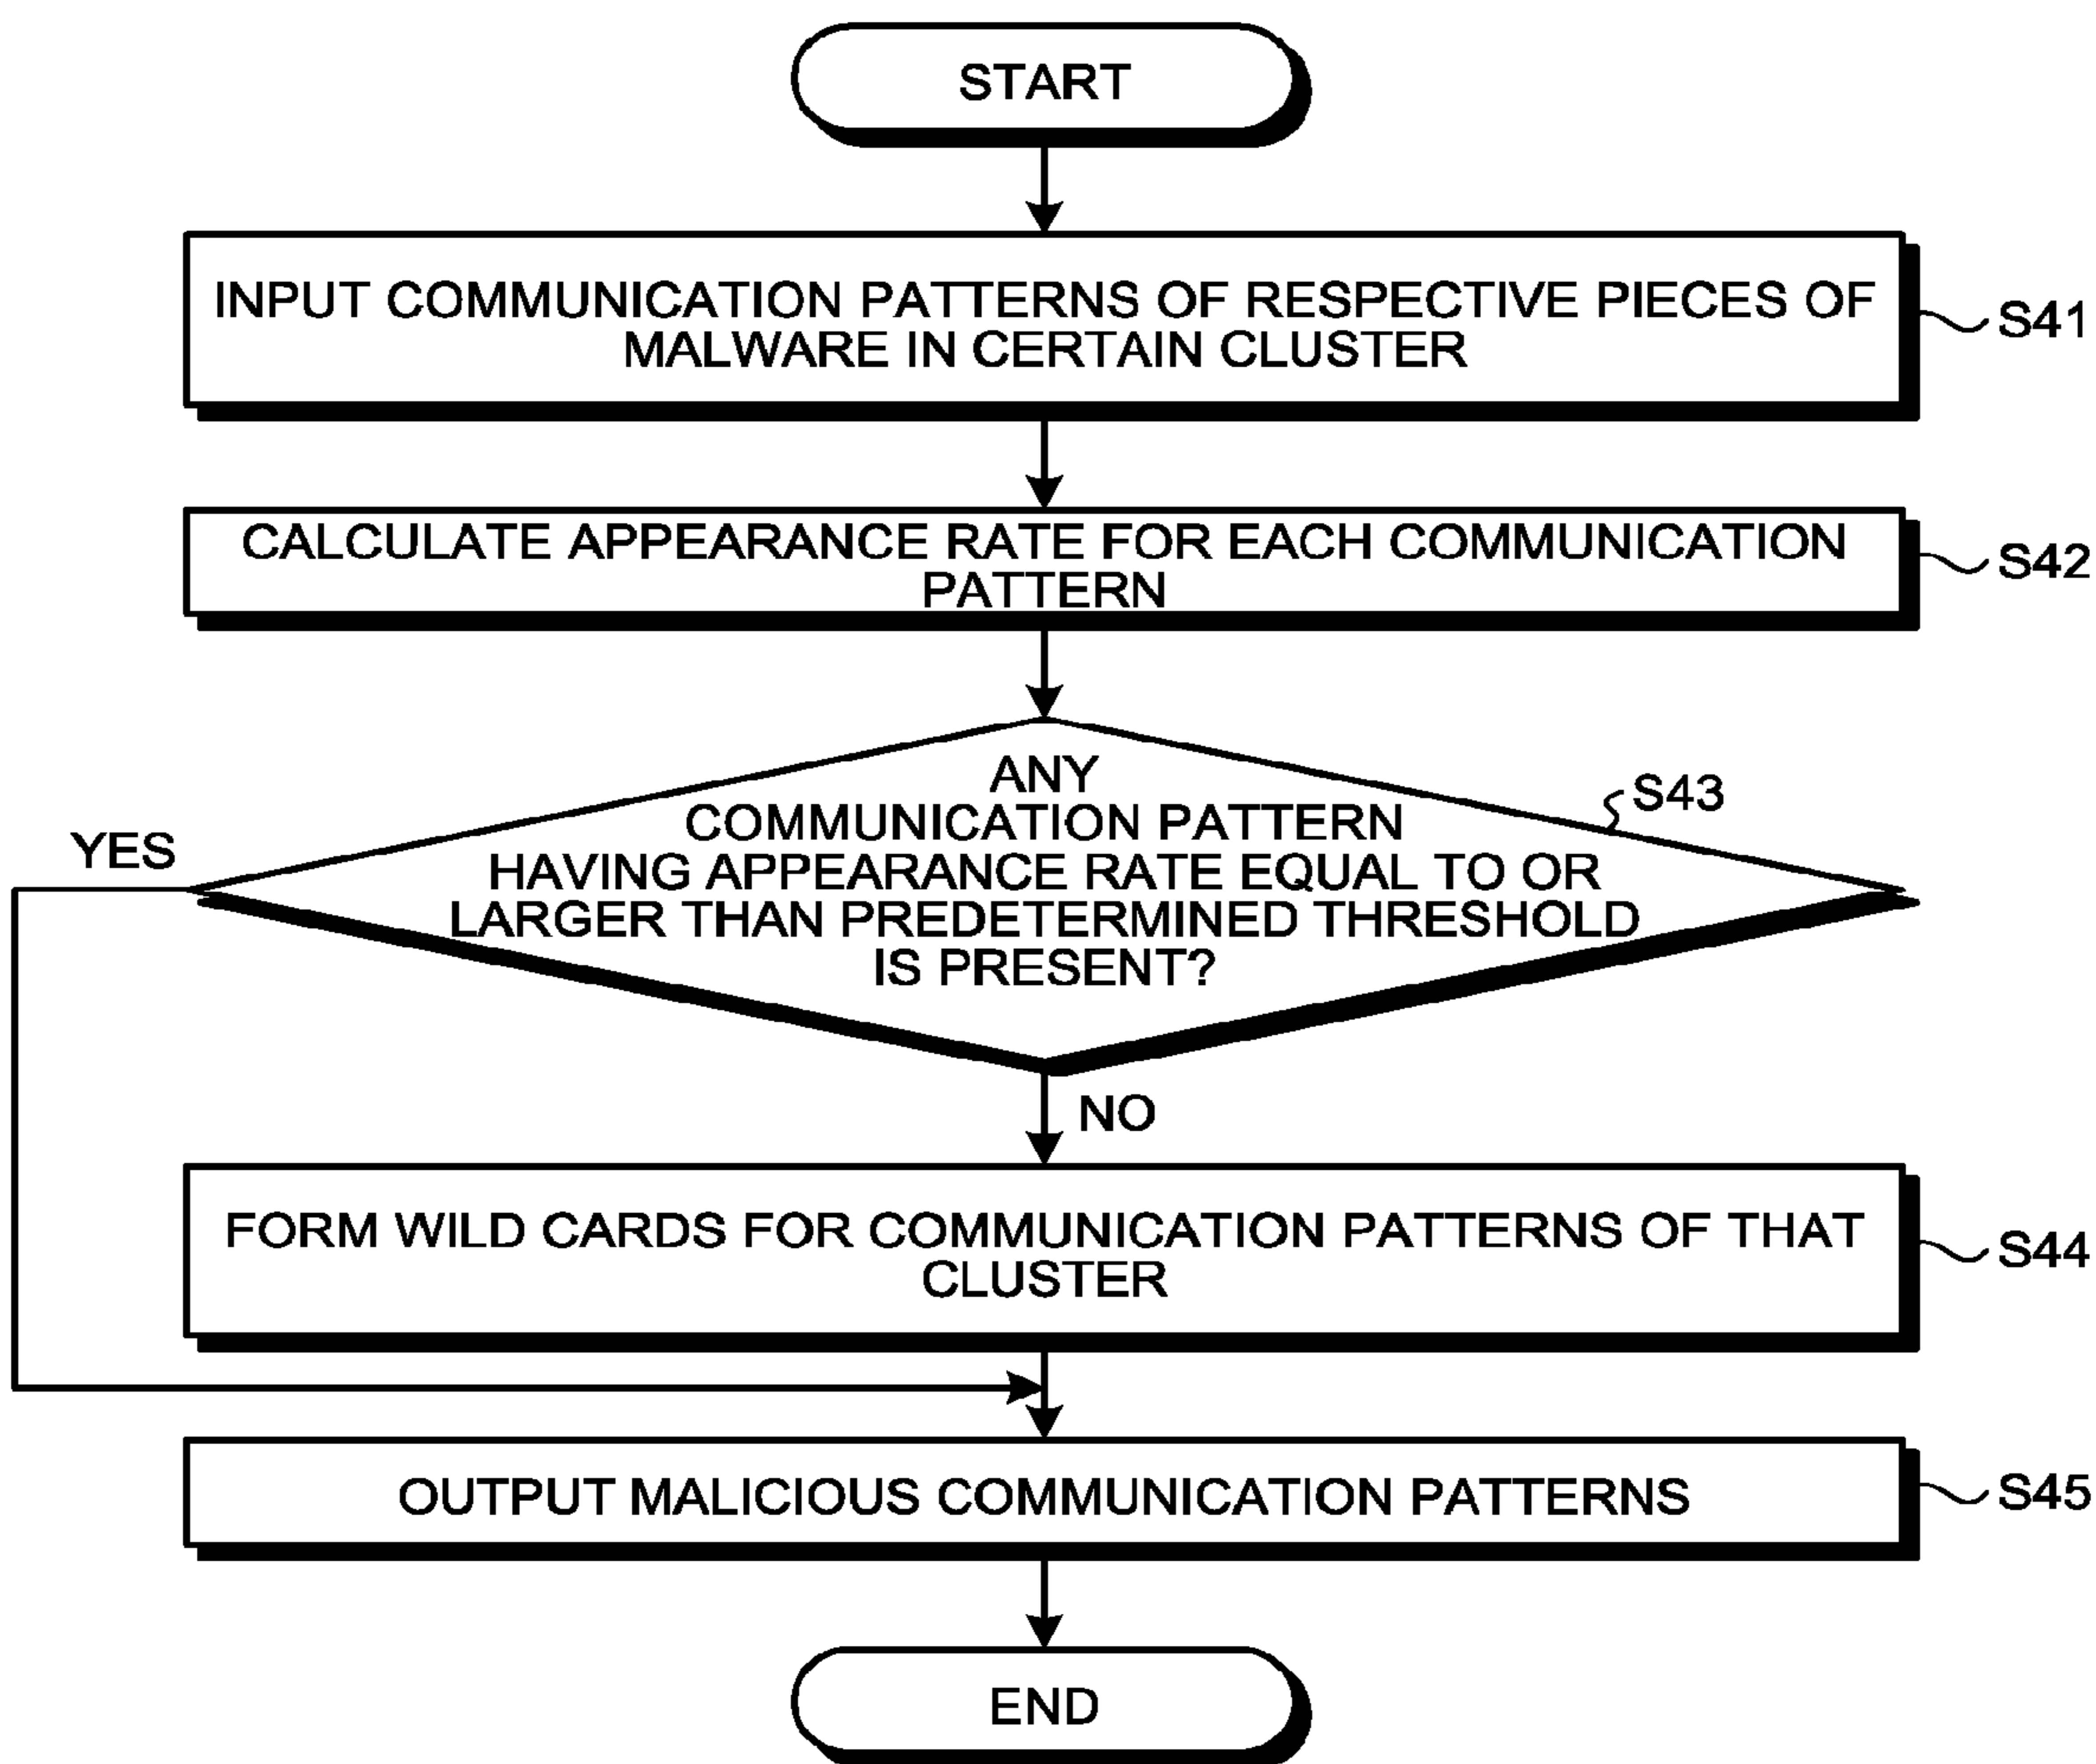 START
INPUT COMMUNICATION PATTERNS OF RESPECTIVE PIECES OF
MALWARE IN CERTAIN CLUSTER
S41
CALCULATE APPEARANCE RATE FOR EACH COMMUNICATION
PATTERN
S42
ANY
COMMUNICATION PATTERN
HAVING APPEARANCE RATE EQUAL TO OR
LARGER THAN PREDETERMINED THRESHOLD
IS PRESENT?
S43
YES
NO
FORM WILD CARDS FOR COMMUNICATION PATTERNS OF THAT
CLUSTER
S44
OUTPUT MALICIOUS COMMUNICATION PATTERNS
S45
END